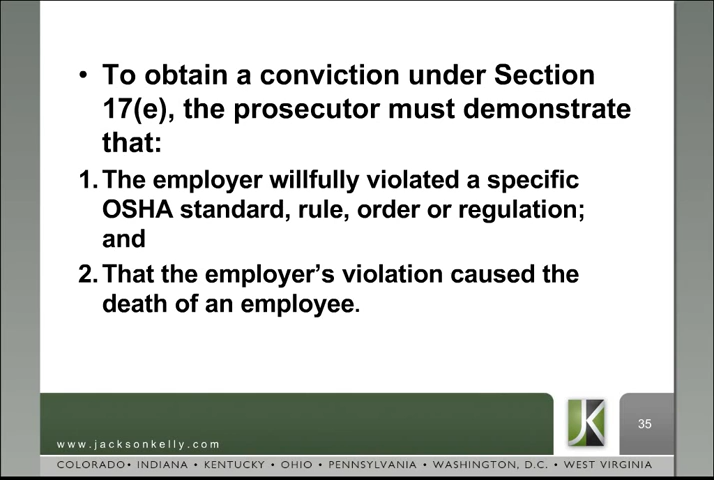 • To obtain a conviction under Section
17(e), the prosecutor must demonstrate
that:
1. The employer willfully violated a specific
OSHA standard, rule, order or regulation;
and
2. That the employer's violation caused the
death of an employee.
JK
35
www.jacksonkelly.com
COLORADO • INDIANA • KENTUCKY • OHIO • PENNSYLVANIA • WASHINGTON, D.C. • WEST VIRGINIA